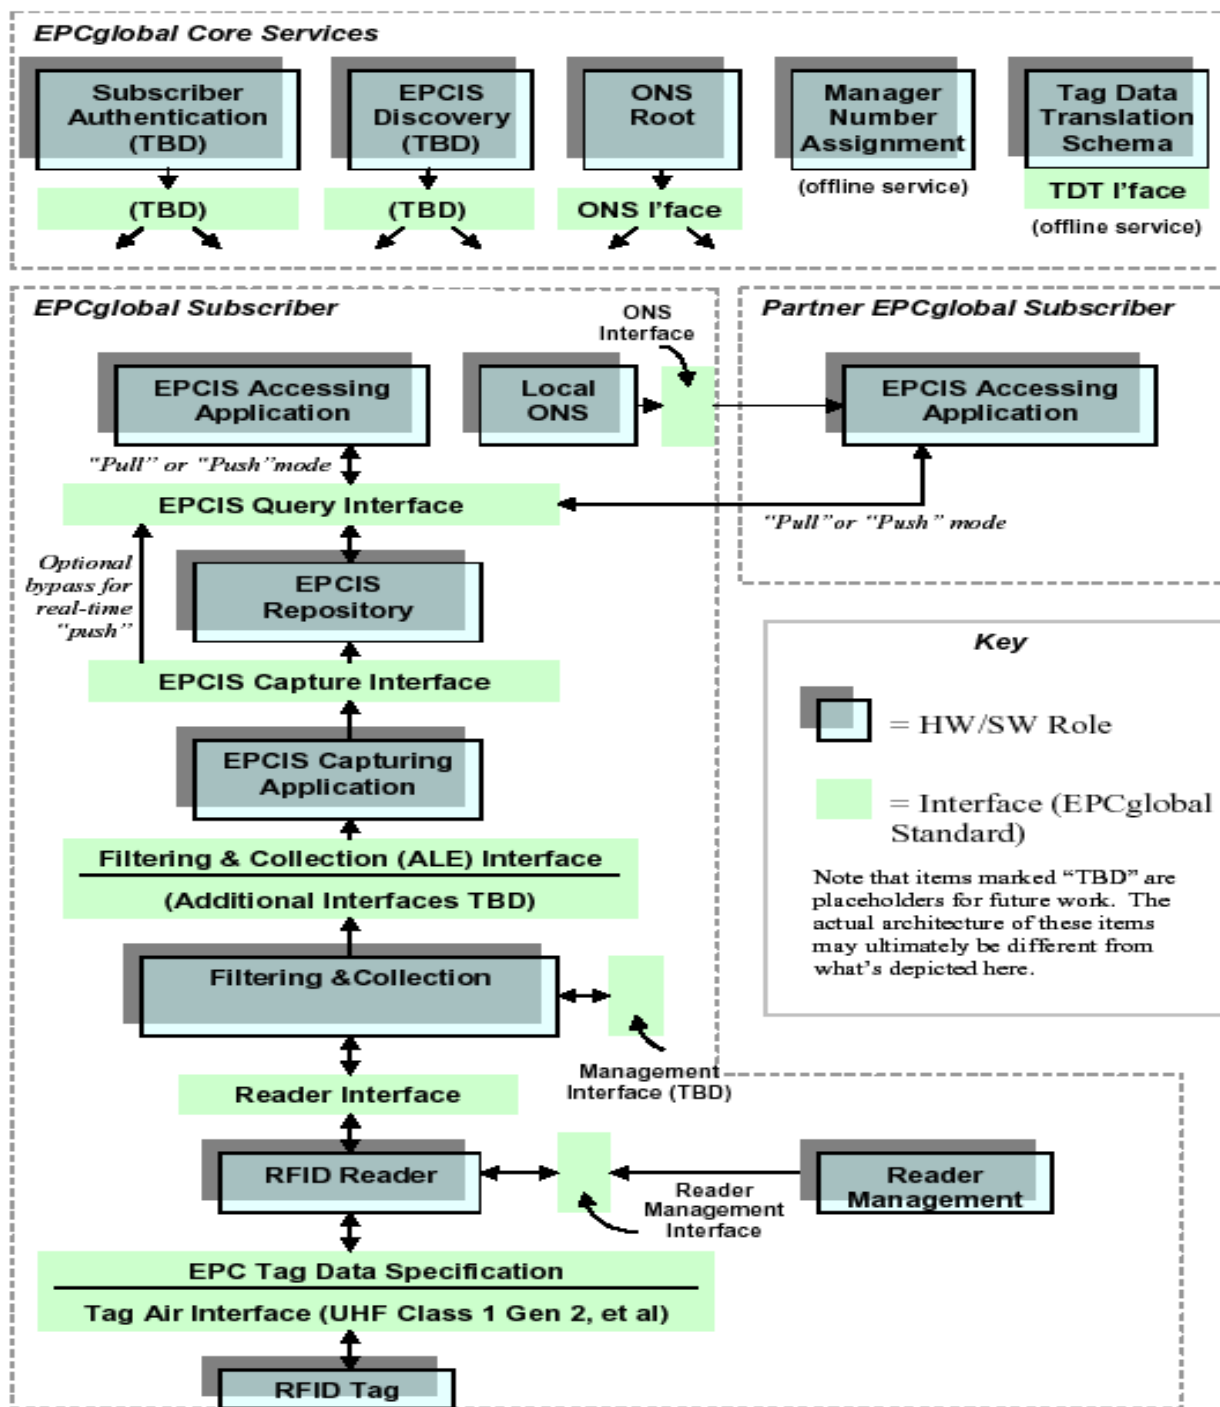 EPCglobal Core Services
Subscriber
Authentication
(TBD)
EPCIS
Discovery
(TBD)
ONS
Root
Manager
Number
Assignment
Tag Data
Translation
Schema
(TBD)
(TBD)
ONS I'face
(offline service)
TDT I'face
(offline service)
EPCglobal Subscriber
ONS
Interface
Partner EPCglobal Subscriber
EPCIS Accessing
Application
Local
ONS
EPCIS Accessing
Application
"Pull" or "Push"mode
EPCIS Query Interface
"Pull"or "Push" mode
Optional
bypass for
real-time
"push"
EPCIS
Repository
EPCIS Capture Interface
EPCIS Capturing
Application
Filtering & Collection (ALE) Interface
(Additional Interfaces TBD)
Filtering &Collection
Management
Interface (TBD)
Reader Interface
RFID Reader
Reader
Management
Interface
Reader
Management
EPC Tag Data Specification
Tag Air Interface (UHF Class 1 Gen 2, et al)
RFID Tag
Key
= HW/SW Role
= Interface (EPCglobal
Standard)
Note that items marked "TBD" are
placeholders for future work. The
actual architecture of these items
may ultimately be different from
what's depicted here.